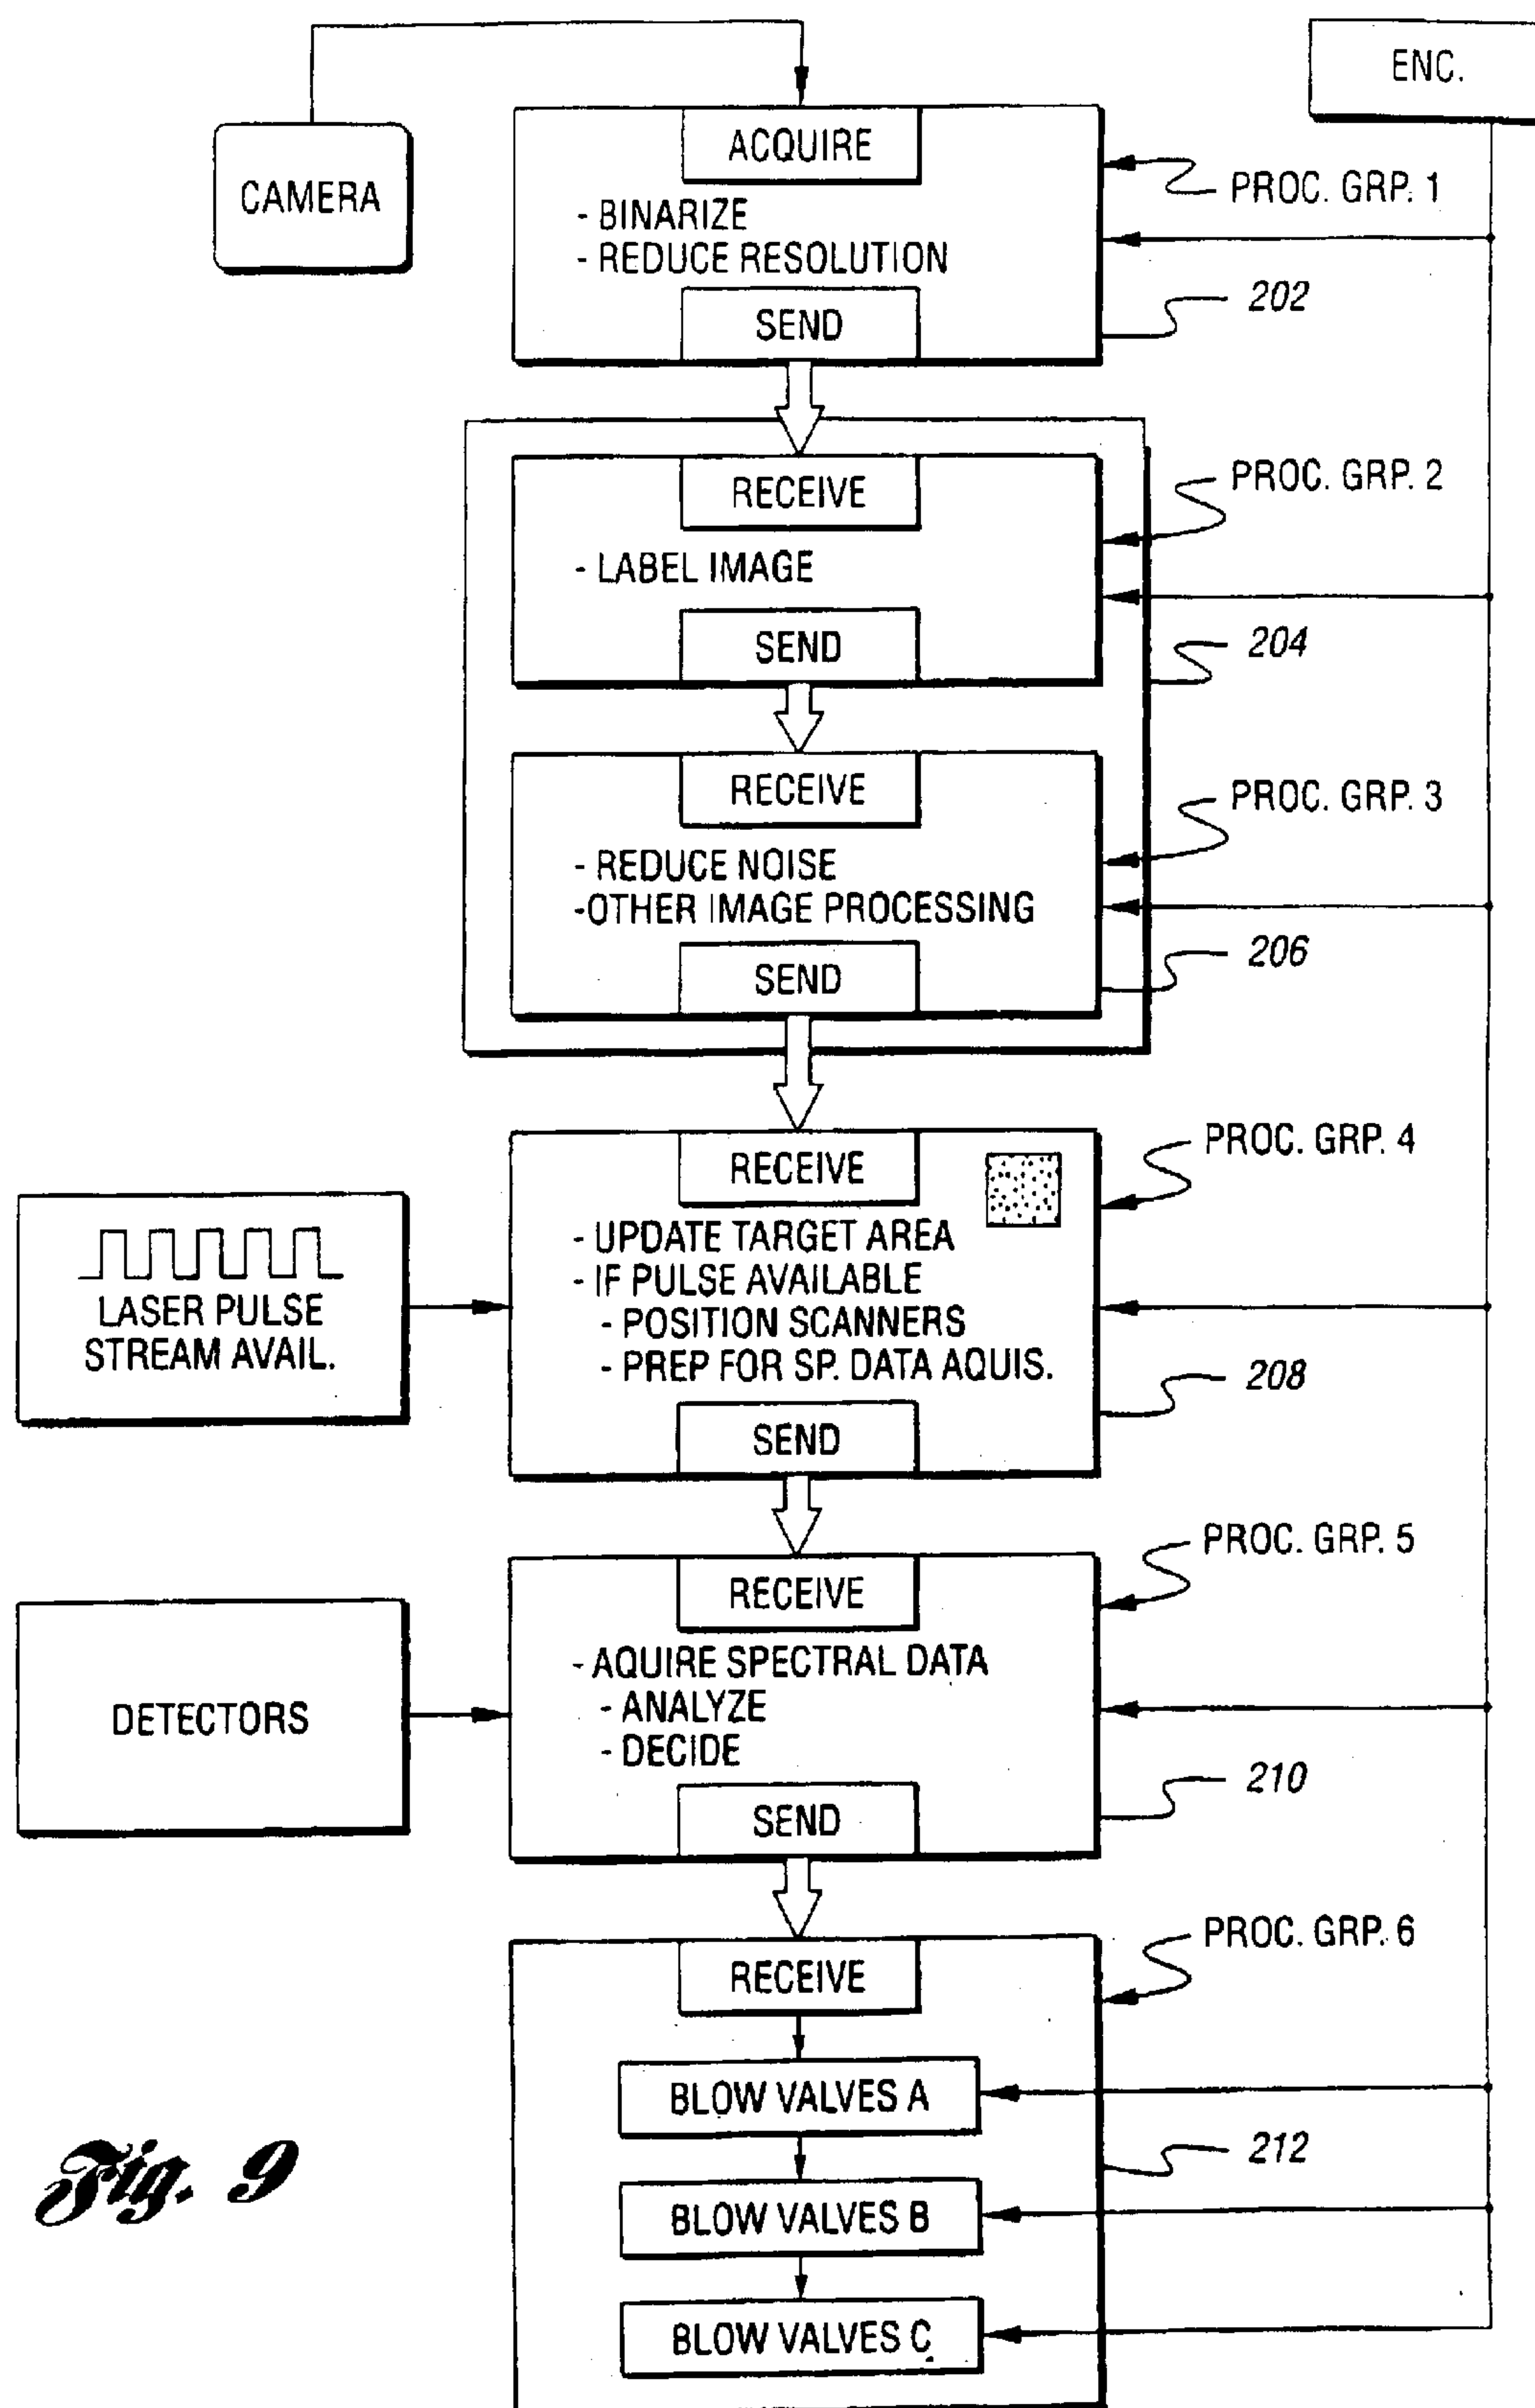 ENC.
ACQUIRE
CAMERA
PROC. GRP. 1
- BINARIZE
- REDUCE RESOLUTION
202
SEND
RECEIVE
PROC. GRP. 2
- LABEL IMAGE
SEND
204
RECEIVE
PROC. GRP. 3
- REDUCE NOISE
-OTHER IMAGE PROCESSING
206
SEND
PROC. GRP. 4
RECEIVE
- UPDATE TARGET AREA
- IF PULSE AVAILABLE
- POSITION SCANNERS
- PREP FOR SP. DATA AQUIS.
LASER PULSE
STREAM AVAIL.
208
SEND
PROC. GRP. 5
RECEIVE
- AQUIRE SPECTRAL DATA
- ANALYZE
- DECIDE
DETECTORS
210
SEND
PROC. GRP. 6
RECEIVE
BLOW VALVES A
212
BLOW VALVES B
BLOW VALVES C
Fig. 9